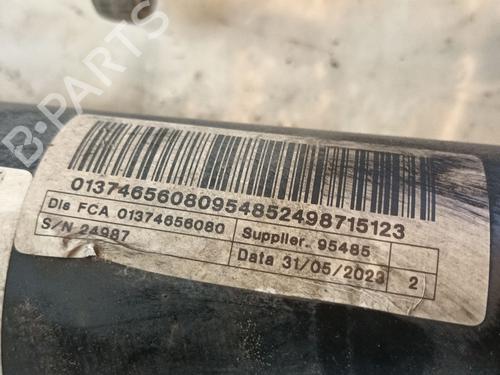 B-PARTS
01374656080954852498715123
Dis FCA 01374656080
Supplier. 95485
S/N 24987
Data 31/05/2023
2